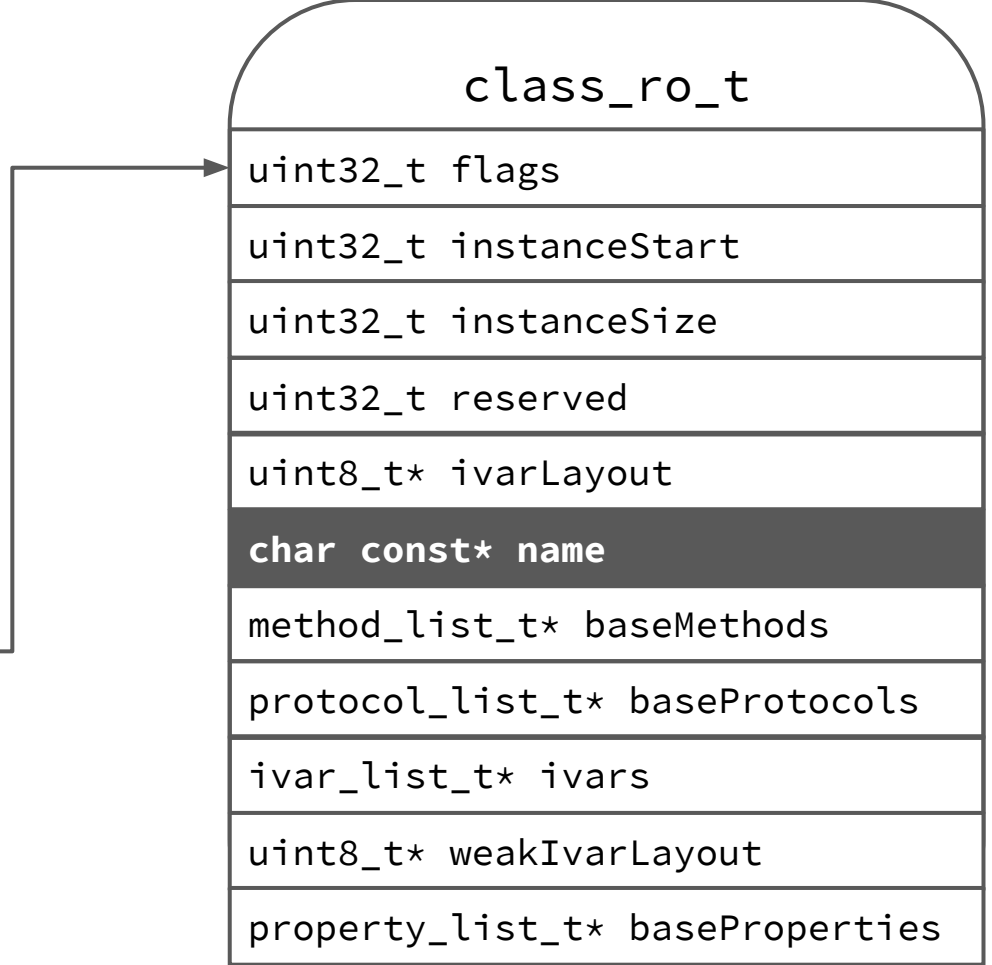 class_ro_t
uint32_t flags
uint32_t instanceStart
uint32_t instanceSize
uint32_t reserved
uint8_t* ivarLayout
char const* name
method_list_t* baseMethods
protocol_list_t* baseProtocols
ivar_list_t* ivars
uint8_t* weakIvarLayout
property_list_t* baseProperties